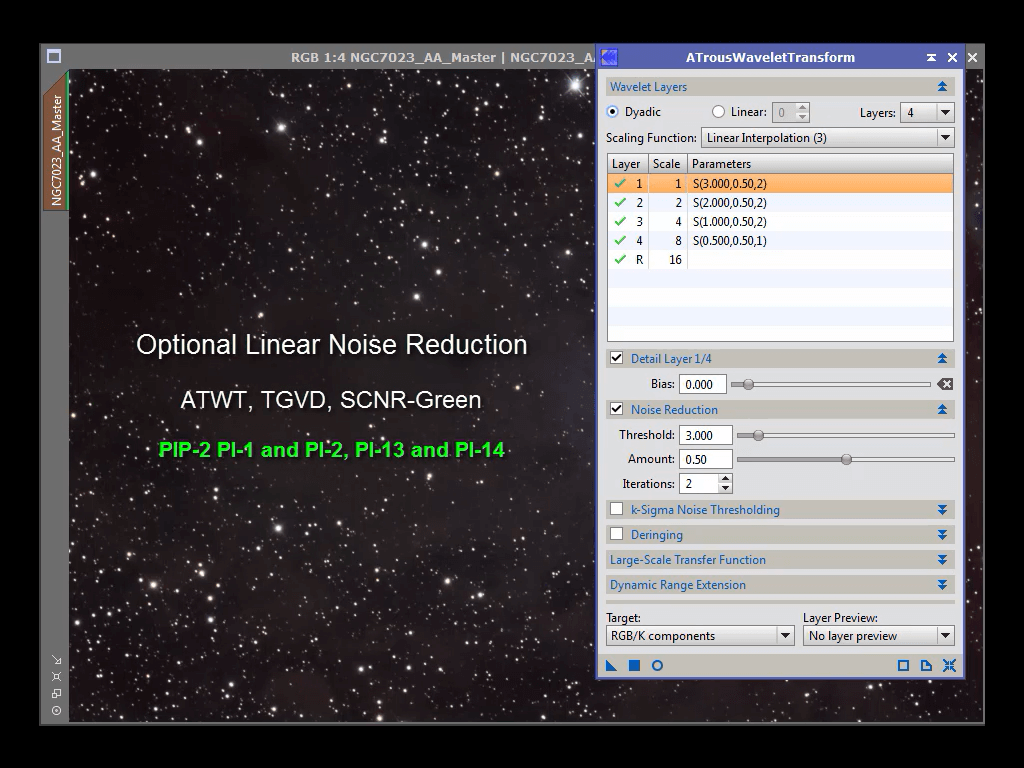 RGB 1:4 NGC7023_AA_Master | NGC7023_A
NGC7023_AA_Master
Optional Linear Noise Reduction
ATWT, TGVD, SCNR-Green
PIP-2 PI-1 and PI-2, PI-13 and PI-14
ATrousWaveletTransform
Wavelet Layers
Dyadic Linear: 0 Layers: 4
Scaling Function: Linear Interpolation (3)
Layer Scale Parameters
1 1 S(3.000,0.50,2)
2 2 S(2.000,0.50,2)
3 4 S(1.000,0.50,2)
4 8 S(0.500,0.50,1)
R 16
Detail Layer 1/4
Bias: 0.000
Noise Reduction
Threshold: 3.000
Amount: 0.50
Iterations: 2
k-Sigma Noise Thresholding
Deringing
Large-Scale Transfer Function
Dynamic Range Extension
Target: Layer Preview:
RGB/K components No layer preview